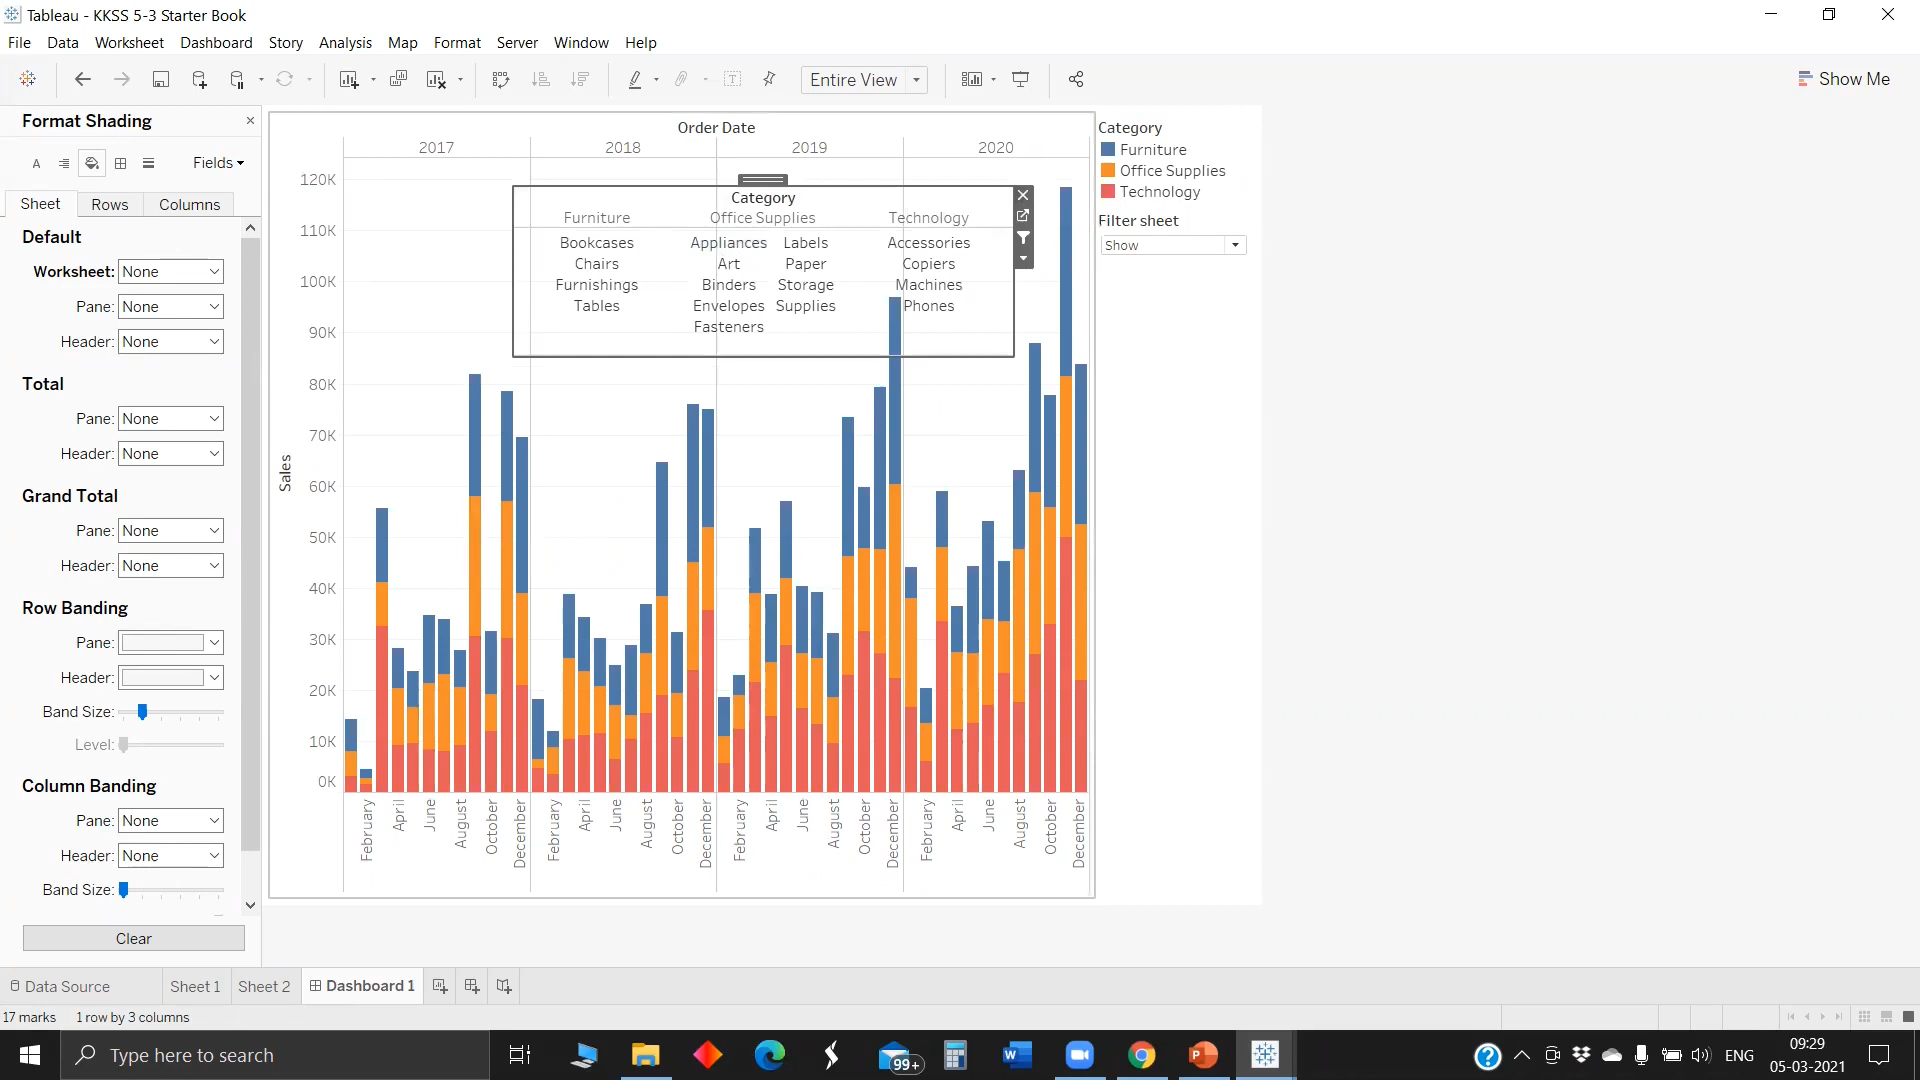 Tableau - KKSS 5-3 Starter Book
File Data Worksheet Dashboard Story Analysis Map Format Server Window Help
Entire View
Show Me
Format Shading
A
Fields
Sheet Rows Columns
Default
Worksheet: None
Pane: None
Header: None
Total
Pane: None
Header: None
Grand Total
Pane: None
Header: None
Row Banding
Pane:
Header:
Band Size:
Level:
Column Banding
Pane: None
Header: None
Band Size:
Clear
Order Date
2017 2018 2019 2020
120K
110K
100K
90K
80K
70K
60K
50K
40K
30K
20K
10K
0K
Sales
Category
Furniture Office Supplies Technology
Bookcases Appliances Labels Accessories
Chairs Art Paper Copiers
Furnishings Binders Storage Machines
Tables Envelopes Supplies Phones
Fasteners
February April June August October December February April June August October December February April June August October December February April June August October December
Category
Furniture
Office Supplies
Technology
Filter sheet
Show
Data Source Sheet 1 Sheet 2 Dashboard 1
17 marks 1 row by 3 columns
Type here to search
99+
W
P
ENG
09:29
05-03-2021